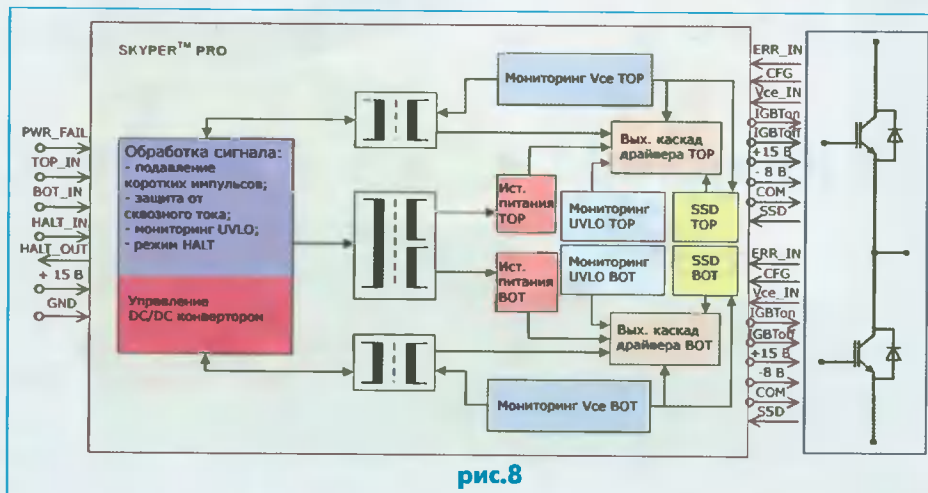 SKYPER™ PRO
PWR_FAIL
TOP_IN
BOT_IN
HALT_IN
HALT_OUT
+ 15 В
GND
Обработка сигнала:
- подавление
коротких импульсов;
- защита от
сквозного тока;
- мониторинг UVLO;
- режим HALT
Управление
DC/DC конвертором
Мониторинг Vce TOP
Вых. каскад
драйвера TOP
Ист.
питания
TOP
Мониторинг
UVLO TOP
SSD
TOP
Ист.
питания
BOT
Мониторинг
UVLO BOT
SSD
BOT
Вых. каскад
драйвера BOT
Мониторинг Vce BOT
ERR_IN
CFG
Vce_IN
IGBTon
IGBToff
+15 В
- 8 В
COM
SSD
ERR_IN
CFG
Vce_IN
IGBTon
IGBToff
+15 В
-8 В
COM
SSD
рис.8